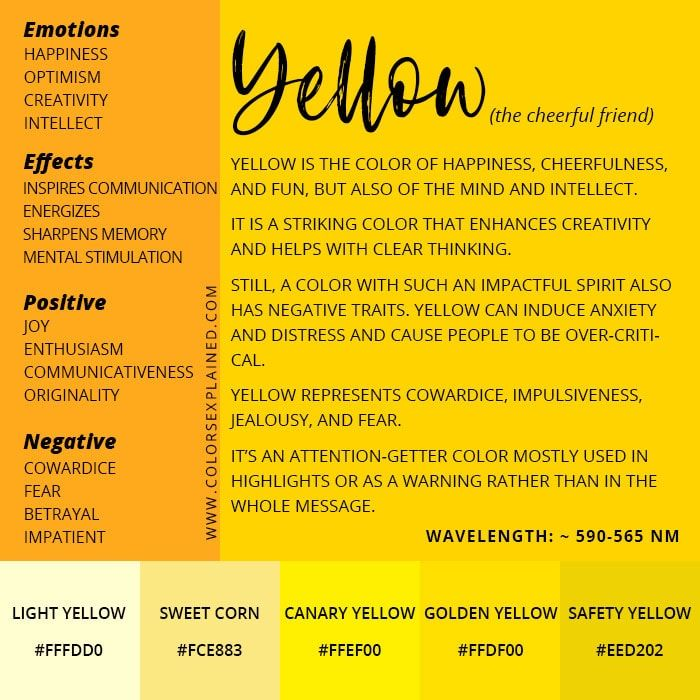 Emotions
HAPPINESS
OPTIMISM
CREATIVITY
INTELLECT
Effects
INSPIRES COMMUNICATION
ENERGIZES
SHARPENS MEMORY
MENTAL STIMULATION
Positive
JOY
ENTHUSIASM
COMMUNICATIVENESS
ORIGINALITY
Negative
COWARDICE
FEAR
BETRAYAL
IMPATIENT
WWW.COLORSEXPLAINED.COM
Yellow (the cheerful friend)
YELLOW IS THE COLOR OF HAPPINESS, CHEERFULNESS,
AND FUN, BUT ALSO OF THE MIND AND INTELLECT.
IT IS A STRIKING COLOR THAT ENHANCES CREATIVITY
AND HELPS WITH CLEAR THINKING.
STILL, A COLOR WITH SUCH AN IMPACTFUL SPIRIT ALSO
HAS NEGATIVE TRAITS. YELLOW CAN INDUCE ANXIETY
AND DISTRESS AND CAUSE PEOPLE TO BE OVER-CRITI-
CAL.
YELLOW REPRESENTS COWARDICE, IMPULSIVENESS,
JEALOUSY, AND FEAR.
IT'S AN ATTENTION-GETTER COLOR MOSTLY USED IN
HIGHLIGHTS OR AS A WARNING RATHER THAN IN THE
WHOLE MESSAGE.
WAVELENGTH: ~ 590-565 NM
LIGHT YELLOW
#FFFDD0
SWEET CORN
#FCE883
CANARY YELLOW
#FFEF00
GOLDEN YELLOW
#FFDF00
SAFETY YELLOW
#EED202